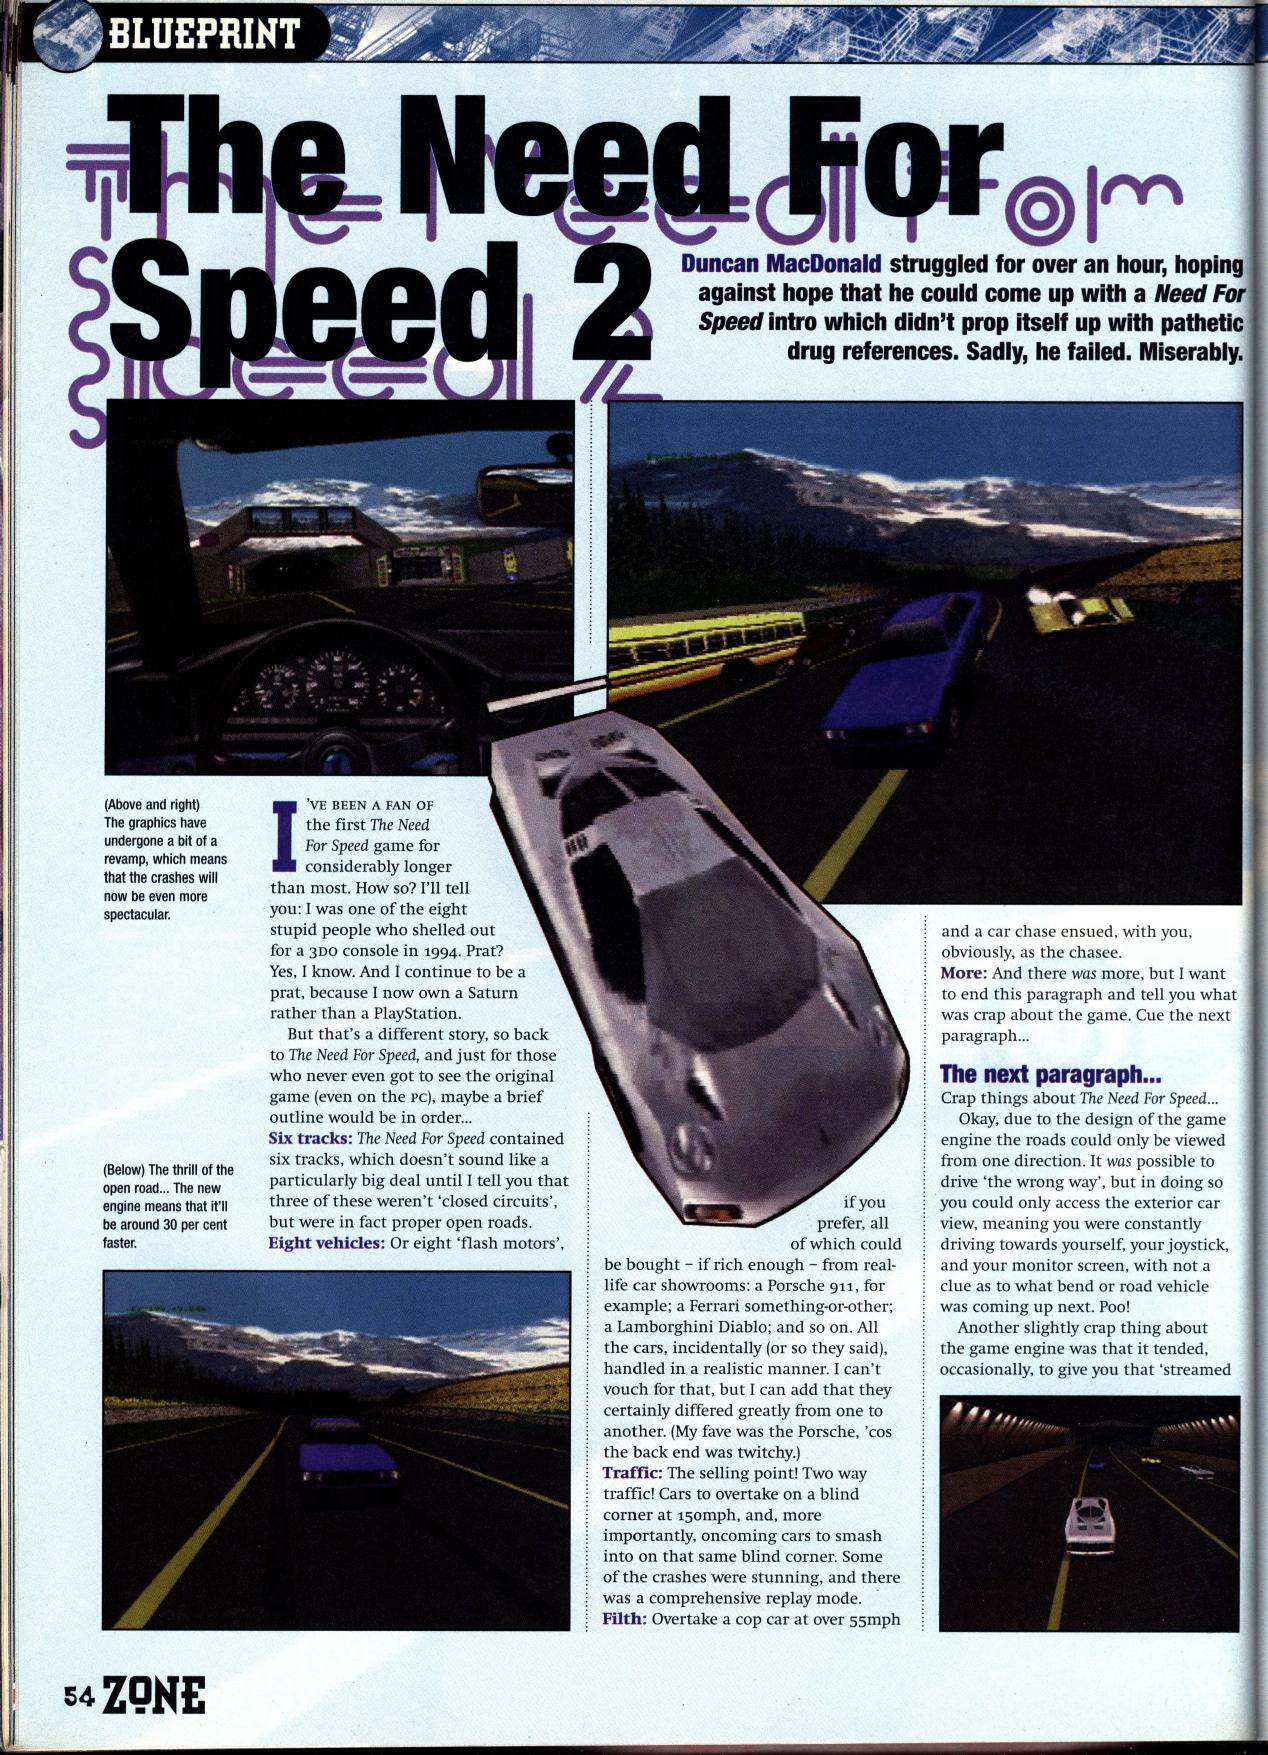 BLUEPRINT
The Need For
Speed 2
Duncan MacDonald struggled for over an hour, hoping
against hope that he could come up with a Need For
Speed intro which didn't prop itself up with pathetic
drug references. Sadly, he failed. Miserably.
(Above and right)
The graphics have
undergone a bit of a
revamp, which means
that the crashes will
now be even more
spectacular.
I'VE BEEN A FAN OF
the first The Need
For Speed game for
considerably longer
than most. How so? I'll tell
you: I was one of the eight
stupid people who shelled out
for a 3DO console in 1994. Prat?
Yes, I know. And I continue to be a
prat, because I now own a Saturn
rather than a PlayStation.
But that's a different story, so back
to The Need For Speed, and just for those
who never even got to see the original
game (even on the PC), maybe a brief
outline would be in order...
Six tracks: The Need For Speed contained
six tracks, which doesn't sound like a
particularly big deal until I tell you that
three of these weren't 'closed circuits',
but were in fact proper open roads.
Eight vehicles: Or eight 'flash motors',
(Below) The thrill of the
open road... The new
engine means that it'll
be around 30 per cent
faster.
if you
prefer, all
of which could
be bought – if rich enough – from real-
life car showrooms: a Porsche 911, for
example; a Ferrari something-or-other;
a Lamborghini Diablo; and so on. All
the cars, incidentally (or so they said),
handled in a realistic manner. I can't
vouch for that, but I can add that they
certainly differed greatly from one to
another. (My fave was the Porsche, 'cos
the back end was twitchy.)
Traffic: The selling point! Two way
traffic! Cars to overtake on a blind
corner at 150mph, and, more
importantly, oncoming cars to smash
into on that same blind corner. Some
of the crashes were stunning, and there
was a comprehensive replay mode.
Filth: Overtake a cop car at over 55mph
and a car chase ensued, with you,
obviously, as the chasee.
More: And there was more, but I want
to end this paragraph and tell you what
was crap about the game. Cue the next
paragraph...
The next paragraph...
Crap things about The Need For Speed...
Okay, due to the design of the game
engine the roads could only be viewed
from one direction. It was possible to
drive 'the wrong way', but in doing so
you could only access the exterior car
view, meaning you were constantly
driving towards yourself, your joystick,
and your monitor screen, with not a
clue as to what bend or road vehicle
was coming up next. Poo!
Another slightly crap thing about
the game engine was that it tended,
occasionally, to give you that 'streamed
54 ZONE